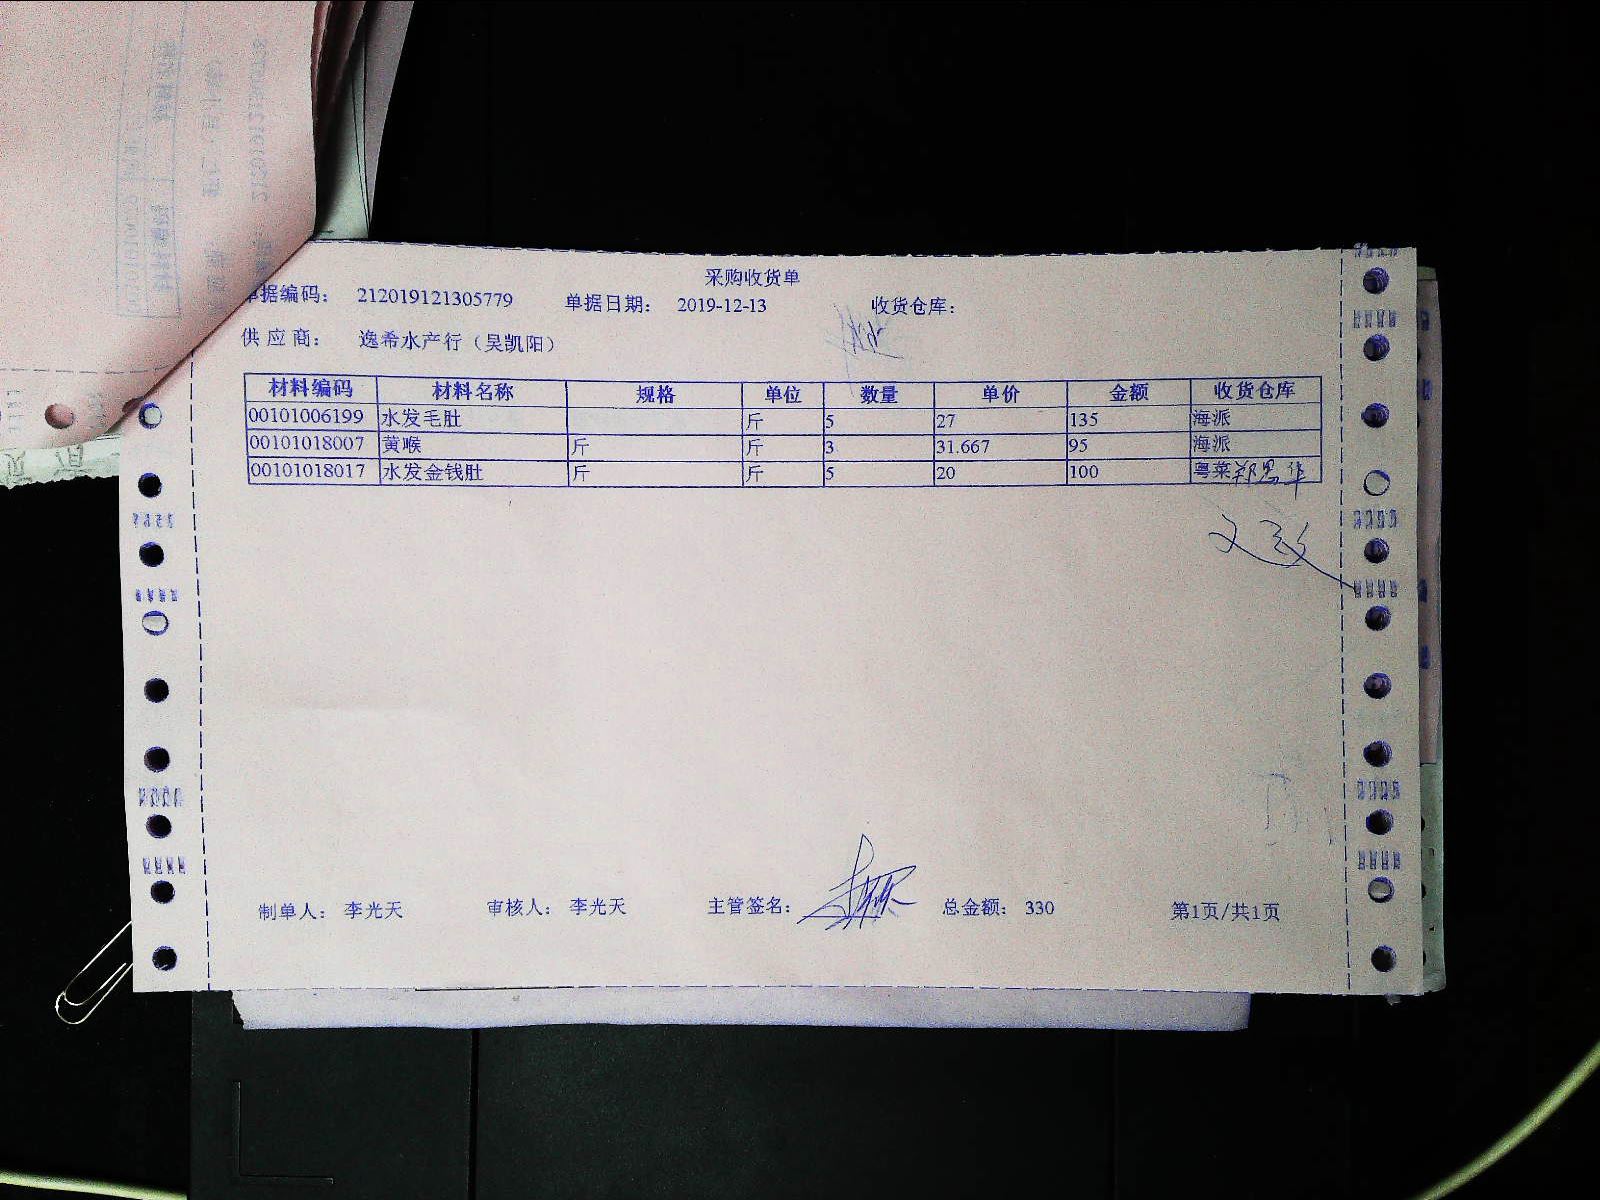 采购收货单
单据编码： 212019121305779 单据日期： 2019-12-13 收货仓库：
供应商： 逸希水产行（吴凯阳）
材料编码 材料名称 规格 单位 数量 单价 金额 收货仓库
00101006199 水发毛肚 斤 5 27 135 海派
00101018007 黄喉 斤 斤 3 31.667 95 海派
00101018017 水发金钱肚 斤 斤 5 20 100 粤菜
制单人： 李光天 审核人： 李光天 主管签名： 总金额： 330 第1页/共1页